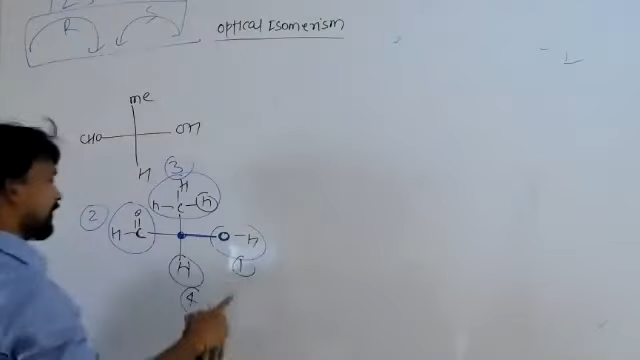 R S
optical Isomerism
me
CHO OH
H
3
H
H-C-H
2
O
H-C O-H
H
1
4